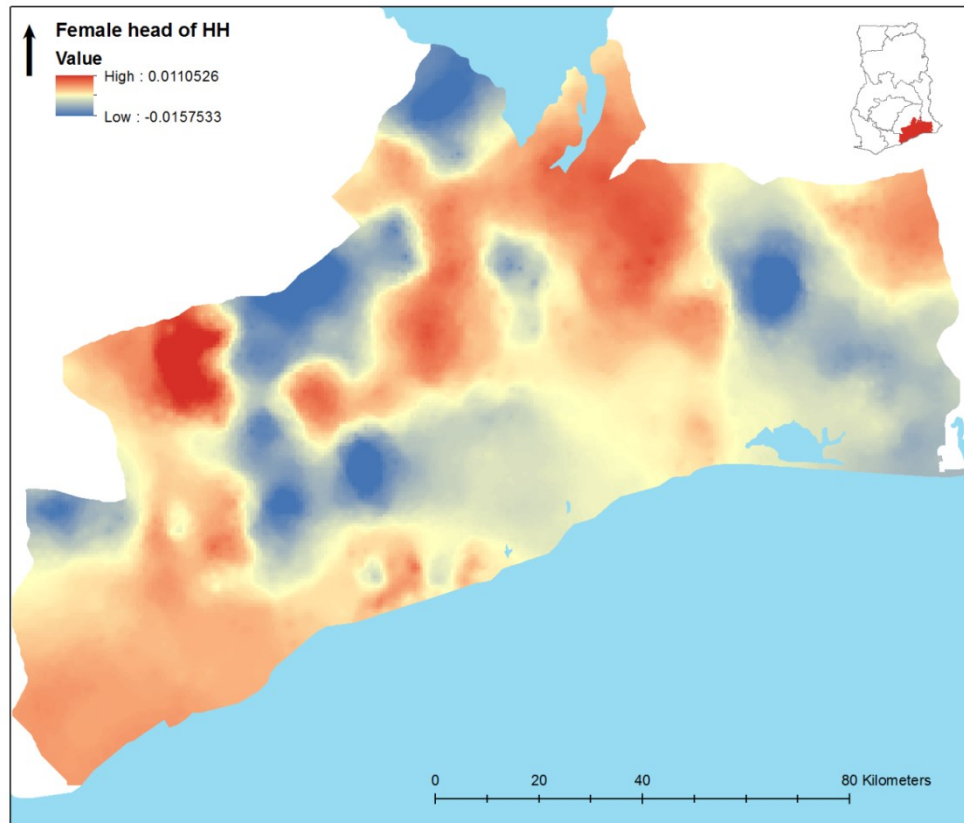 Female head of HH
Value
High : 0.0110526
Low : -0.0157533
0 20 40 80 Kilometers